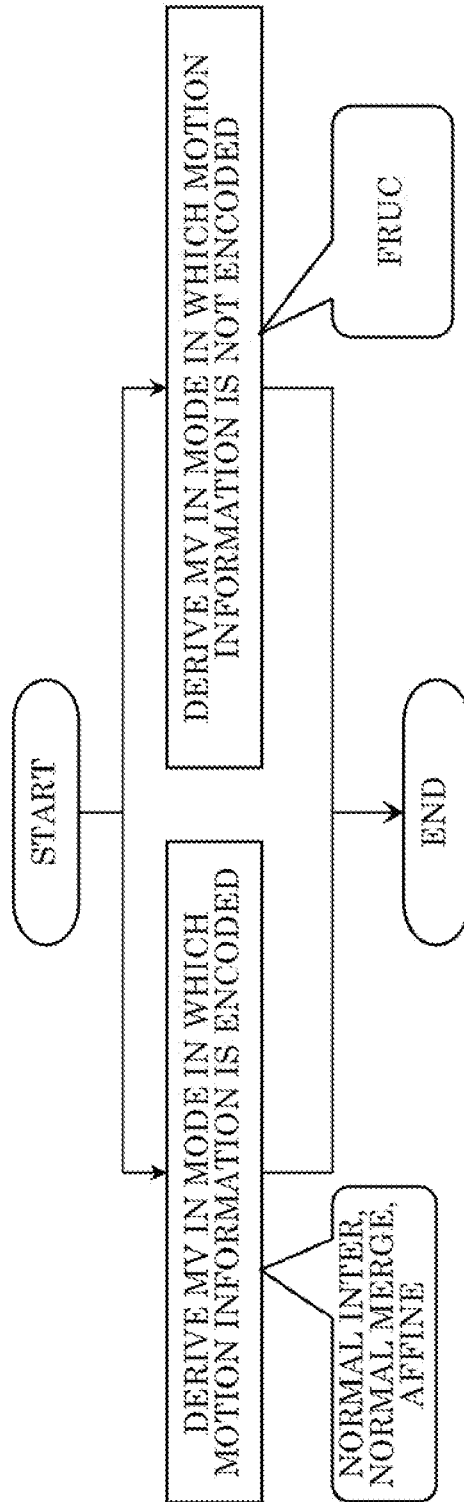 START
DERIVE MV IN MODE IN WHICH
MOTION INFORMATION IS ENCODED
DERIVE MV IN MODE IN WHICH MOTION
INFORMATION IS NOT ENCODED
NORMAL INTER,
NORMAL MERGE,
AFFINE
FRUC
END